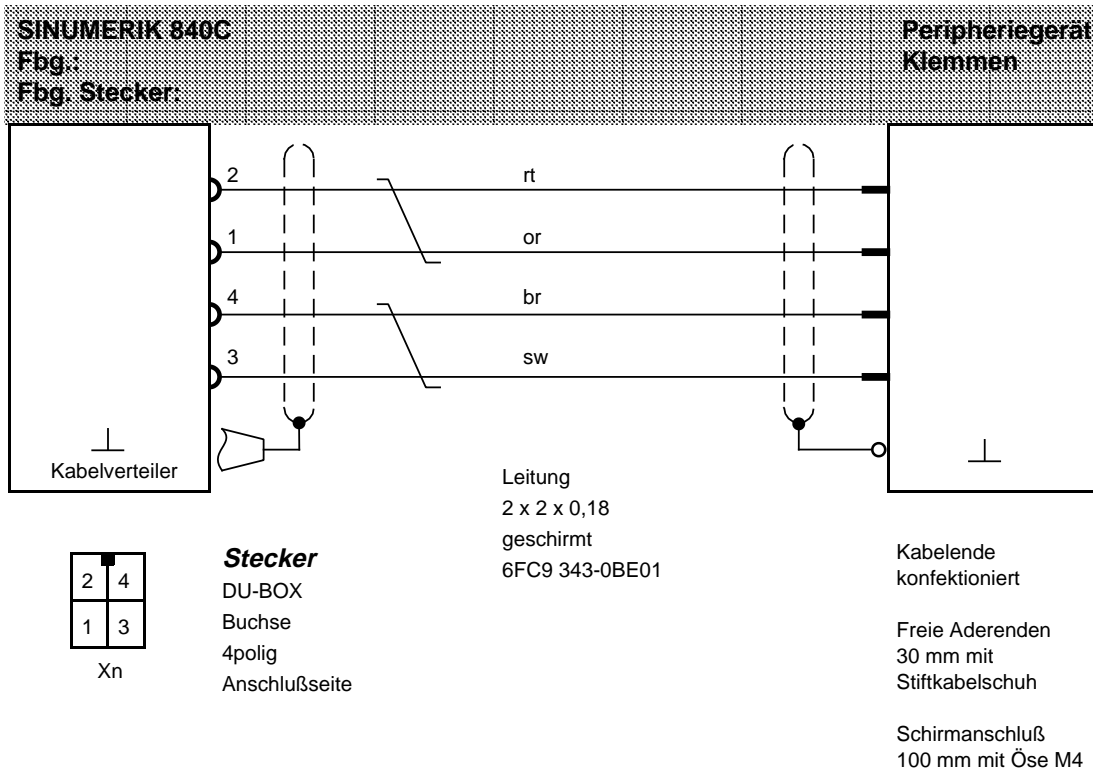 SINUMERIK 840C
Fbg.:
Fbg. Stecker:
Peripheriegerät
Klemmen
2
rt
1
or
4
br
3
sw
Kabelverteiler
Leitung
2 x 2 x 0,18
geschirmt
6FC9 343-0BE01
2 4
1 3
Xn
Stecker
DU-BOX
Buchse
4polig
Anschlußseite
Kabelende
konfektioniert
Freie Aderenden
30 mm mit
Stiftkabelschuh
Schirmanschluß
100 mm mit Öse M4